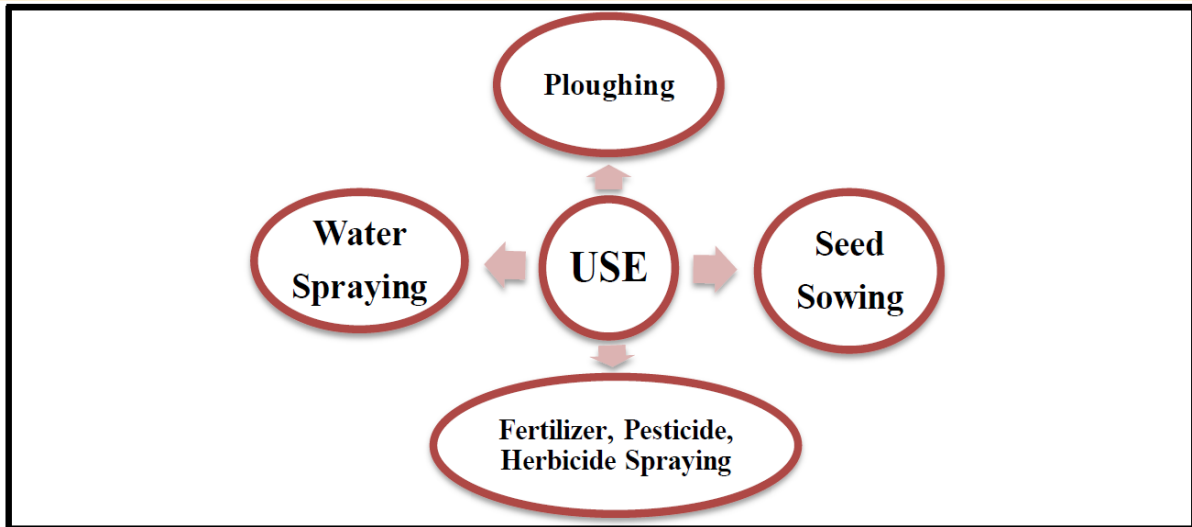 Ploughing
Water
Spraying
USE
Seed
Sowing
Fertilizer, Pesticide,
Herbicide Spraying